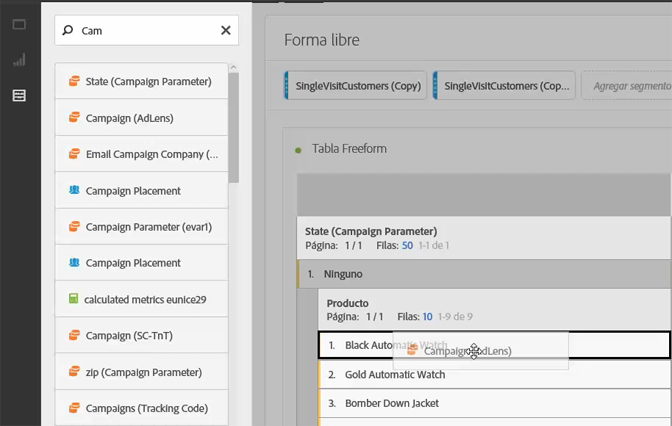 Cam
State (Campaign Parameter)
Campaign (AdLens)
Email Campaign Company (...
Campaign Placement
Campaign Parameter (evar1)
Campaign Placement
calculated metrics eunice29
Campaign (SC-TnT)
zip (Campaign Parameter)
Campaigns (Tracking Code)
Forma libre
SingleVisitCustomers (Copy)
SingleVisitCustomers (Cop...
Agregar segmento
Tabla Freeform
State (Campaign Parameter)
Página: 1 / 1 Filas: 50 1-1 de 1
1. Ninguno
Producto
Página: 1 / 1 Filas: 10 1-9 de 9
1. Black Automatic Watch
Campaign (AdLens)
2. Gold Automatic Watch
3. Bomber Down Jacket